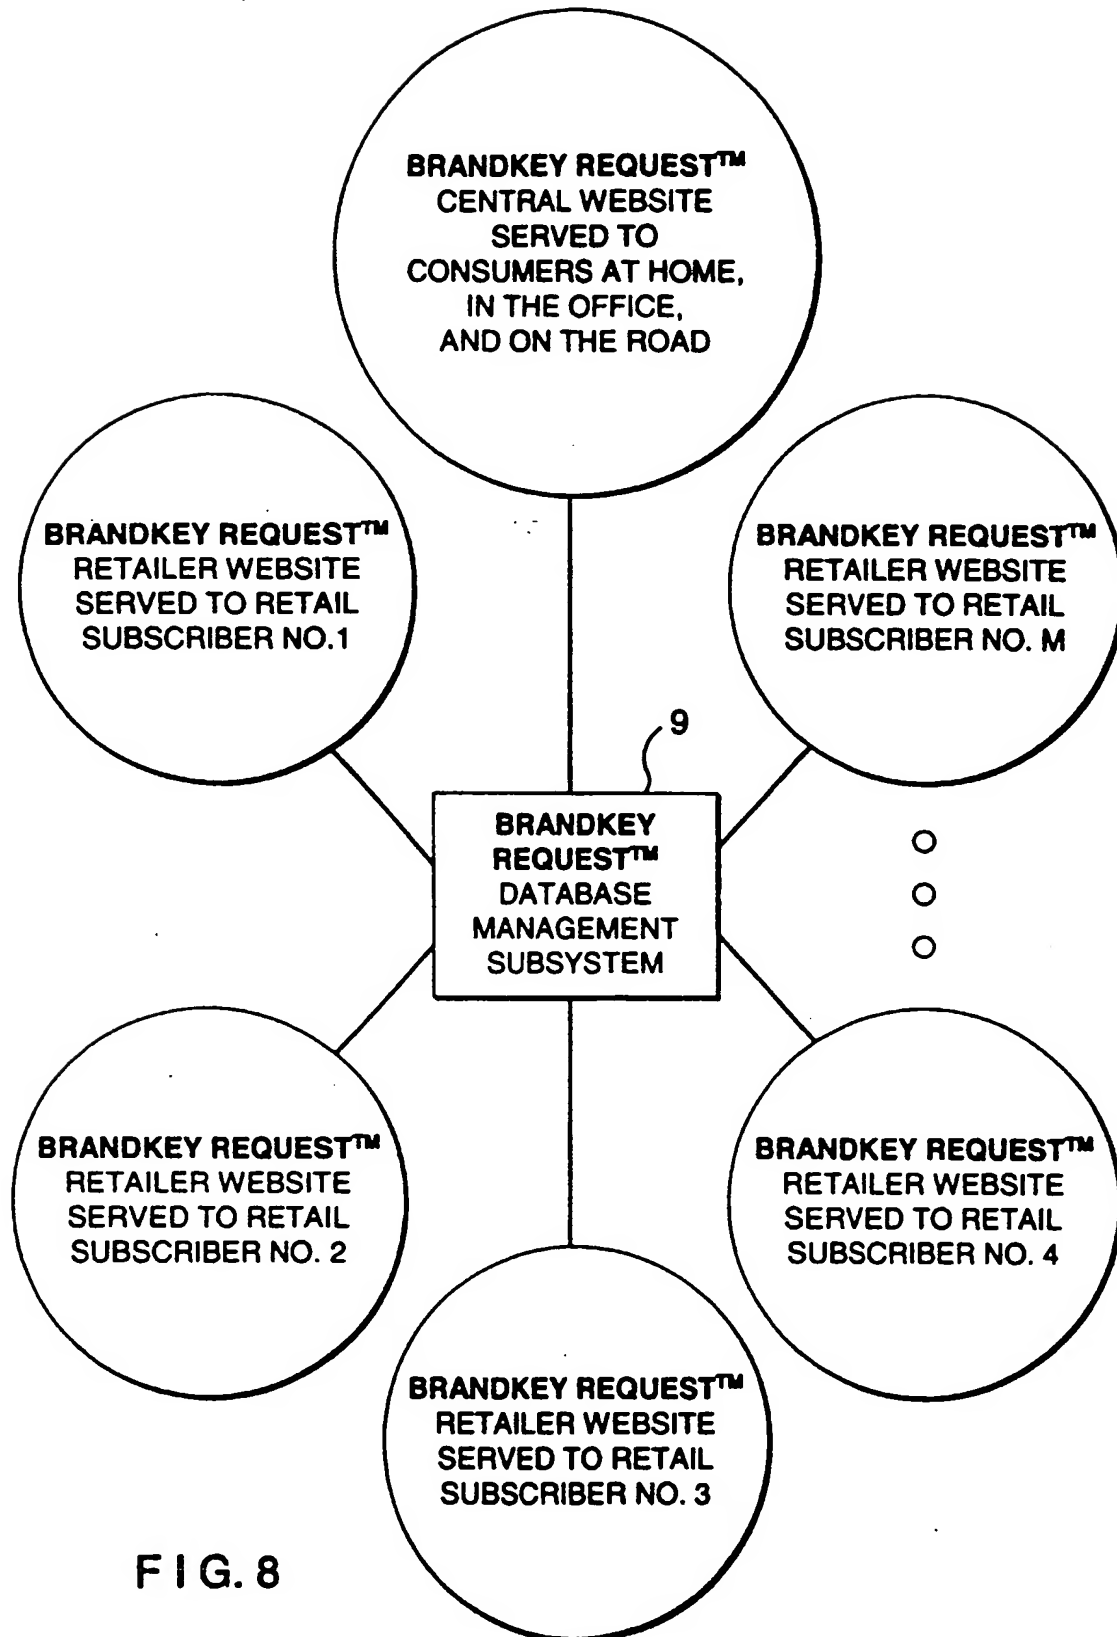 BRANDKEY REQUEST™
CENTRAL WEBSITE
SERVED TO
CONSUMERS AT HOME,
IN THE OFFICE,
AND ON THE ROAD
BRANDKEY REQUEST™
RETAILER WEBSITE
SERVED TO RETAIL
SUBSCRIBER NO.1
BRANDKEY REQUEST™
RETAILER WEBSITE
SERVED TO RETAIL
SUBSCRIBER NO. M
9
BRANDKEY
REQUEST™
DATABASE
MANAGEMENT
SUBSYSTEM
BRANDKEY REQUEST™
RETAILER WEBSITE
SERVED TO RETAIL
SUBSCRIBER NO. 2
BRANDKEY REQUEST™
RETAILER WEBSITE
SERVED TO RETAIL
SUBSCRIBER NO. 4
BRANDKEY REQUEST™
RETAILER WEBSITE
SERVED TO RETAIL
SUBSCRIBER NO. 3
FIG. 8